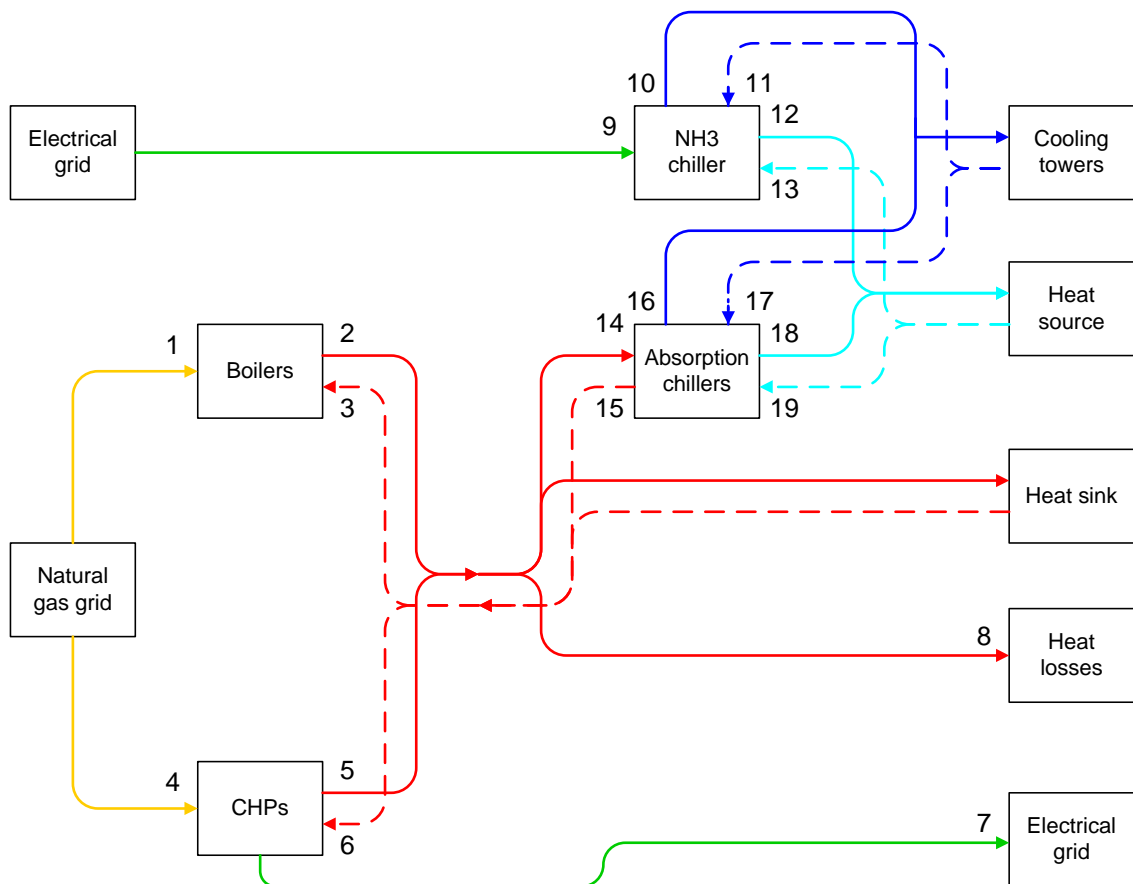 10
11
9
12
Electrical
grid
NH3
chiller
Cooling
towers
13
16
17
Heat
source
14
18
1
2
Boilers
Absorption
chillers
3
15
19
Heat sink
Natural
gas grid
8
Heat
losses
4
5
CHPs
6
7
Electrical
grid